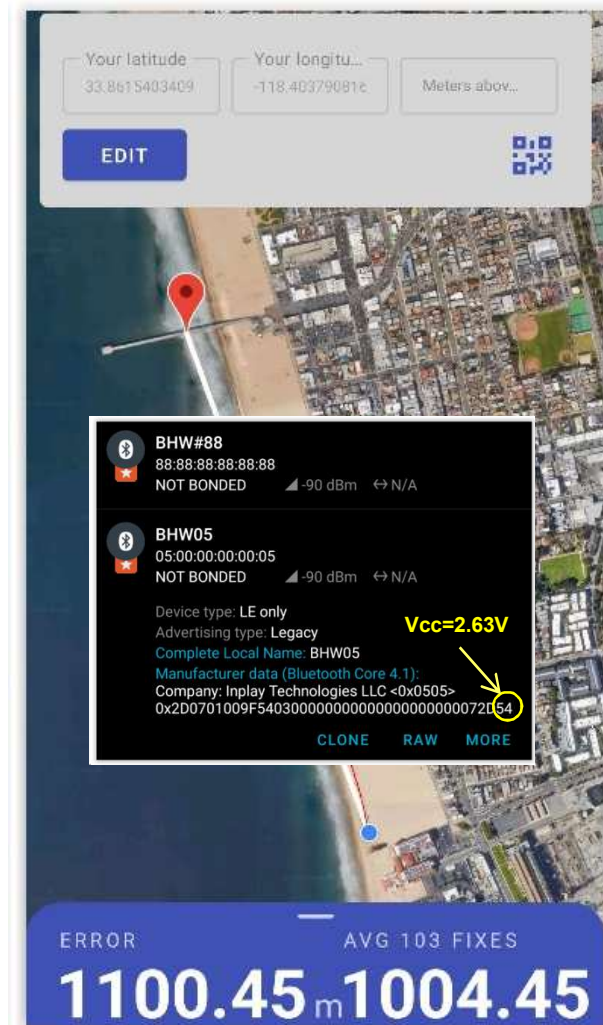 Your latitude
Your longitu...
33.8615403409
-118.40379081€
Meters abov...
EDIT
BHW#88
88:88:88:88:88:88
NOT BONDED -90 dBm N/A
BHW05
05:00:00:00:00:05
NOT BONDED -90 dBm N/A
Device type: LE only
Advertising type: Legacy
Vcc=2.63V
Complete Local Name: BHW05
Manufacturer data (Bluetooth Core 4.1):
Company: Inplay Technologies LLC <0x0505>
0x2D0701009F54030000000000000000000000072D54
CLONE RAW MORE
ERROR
AVG 103 FIXES
1100.45 m 1004.45